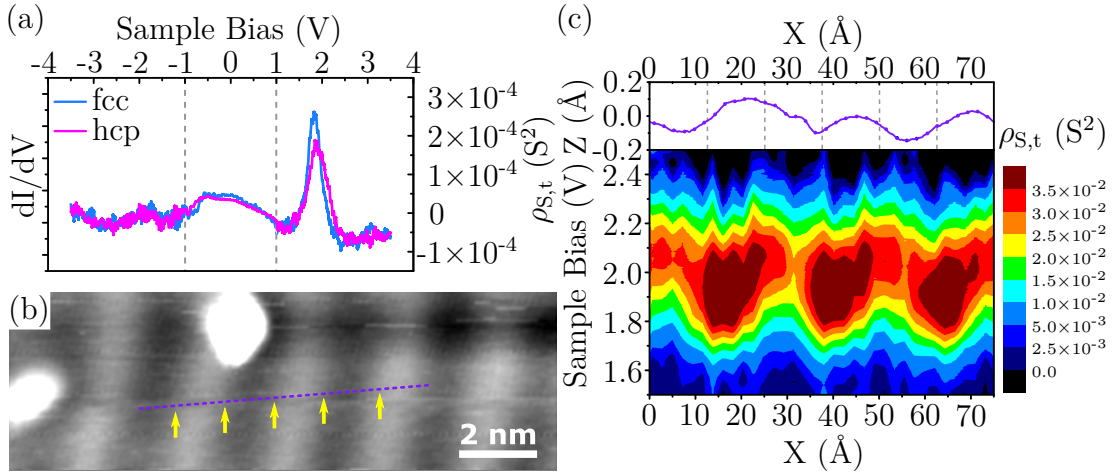 (a)
Sample Bias (V)
-4 -3 -2 -1 0 1 2 3 4
fcc
hcp
dI/dV
3×10⁻⁴
2×10⁻⁴
1×10⁻⁴
0
-1×10⁻⁴
ρS,t (S²)
(b)
2 nm
(c)
X (Å)
0 10 20 30 40 50 60 70
0.2
0.0
-0.2
Z (Å)
2.4
2.2
2.0
1.8
1.6
Sample Bias (V)
0 10 20 30 40 50 60 70
X (Å)
ρS,t (S²)
3.5×10⁻²
3.0×10⁻²
2.0×10⁻²
2.0×10⁻²
1.5×10⁻²
1.0×10⁻²
5.0×10⁻³
2.5×10⁻³
0.0